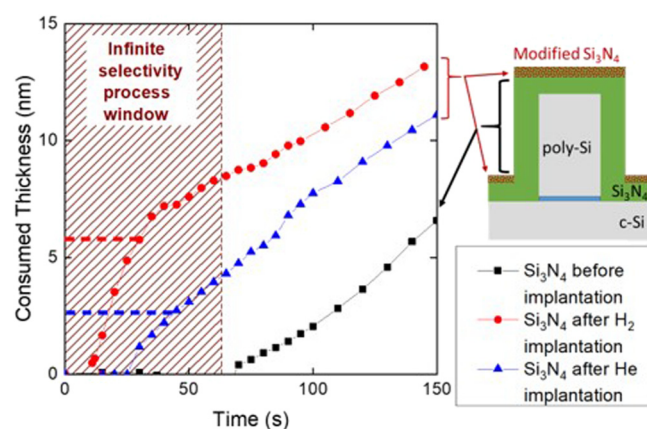 15
10
5
0
Consumed Thickness (nm)
Infinite
selectivity
process
window
0
50
100
150
Time (s)
Modified Si₃N₄
poly-Si
Si₃N₄
c-Si
Si₃N₄ before
implantation
Si₃N₄ after H₂
implantation
Si₃N₄ after He
implantation